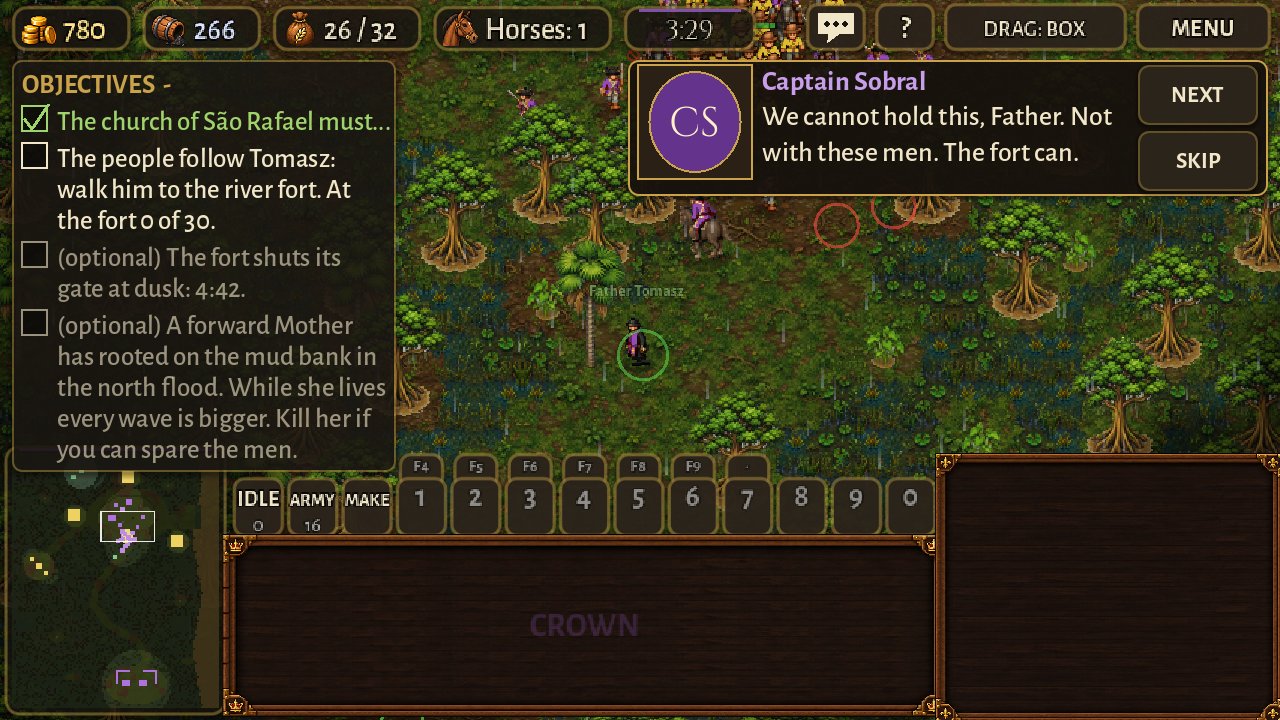 780
266
26 / 32
Horses: 1
3:29
?
DRAG: BOX
MENU
OBJECTIVES -
The church of São Rafael must...
The people follow Tomasz:
walk him to the river fort. At
the fort 0 of 30.
(optional) The fort shuts its
gate at dusk: 4:42.
(optional) A forward Mother
has rooted on the mud bank in
the north flood. While she lives
every wave is bigger. Kill her if
you can spare the men.
CS
Captain Sobral
We cannot hold this, Father. Not
with these men. The fort can.
NEXT
SKIP
Father Tomasz
F4
F5
F6
F7
F8
F9
IDLE
0
ARMY
16
MAKE
1
2
3
4
5
6
7
8
9
0
CROWN